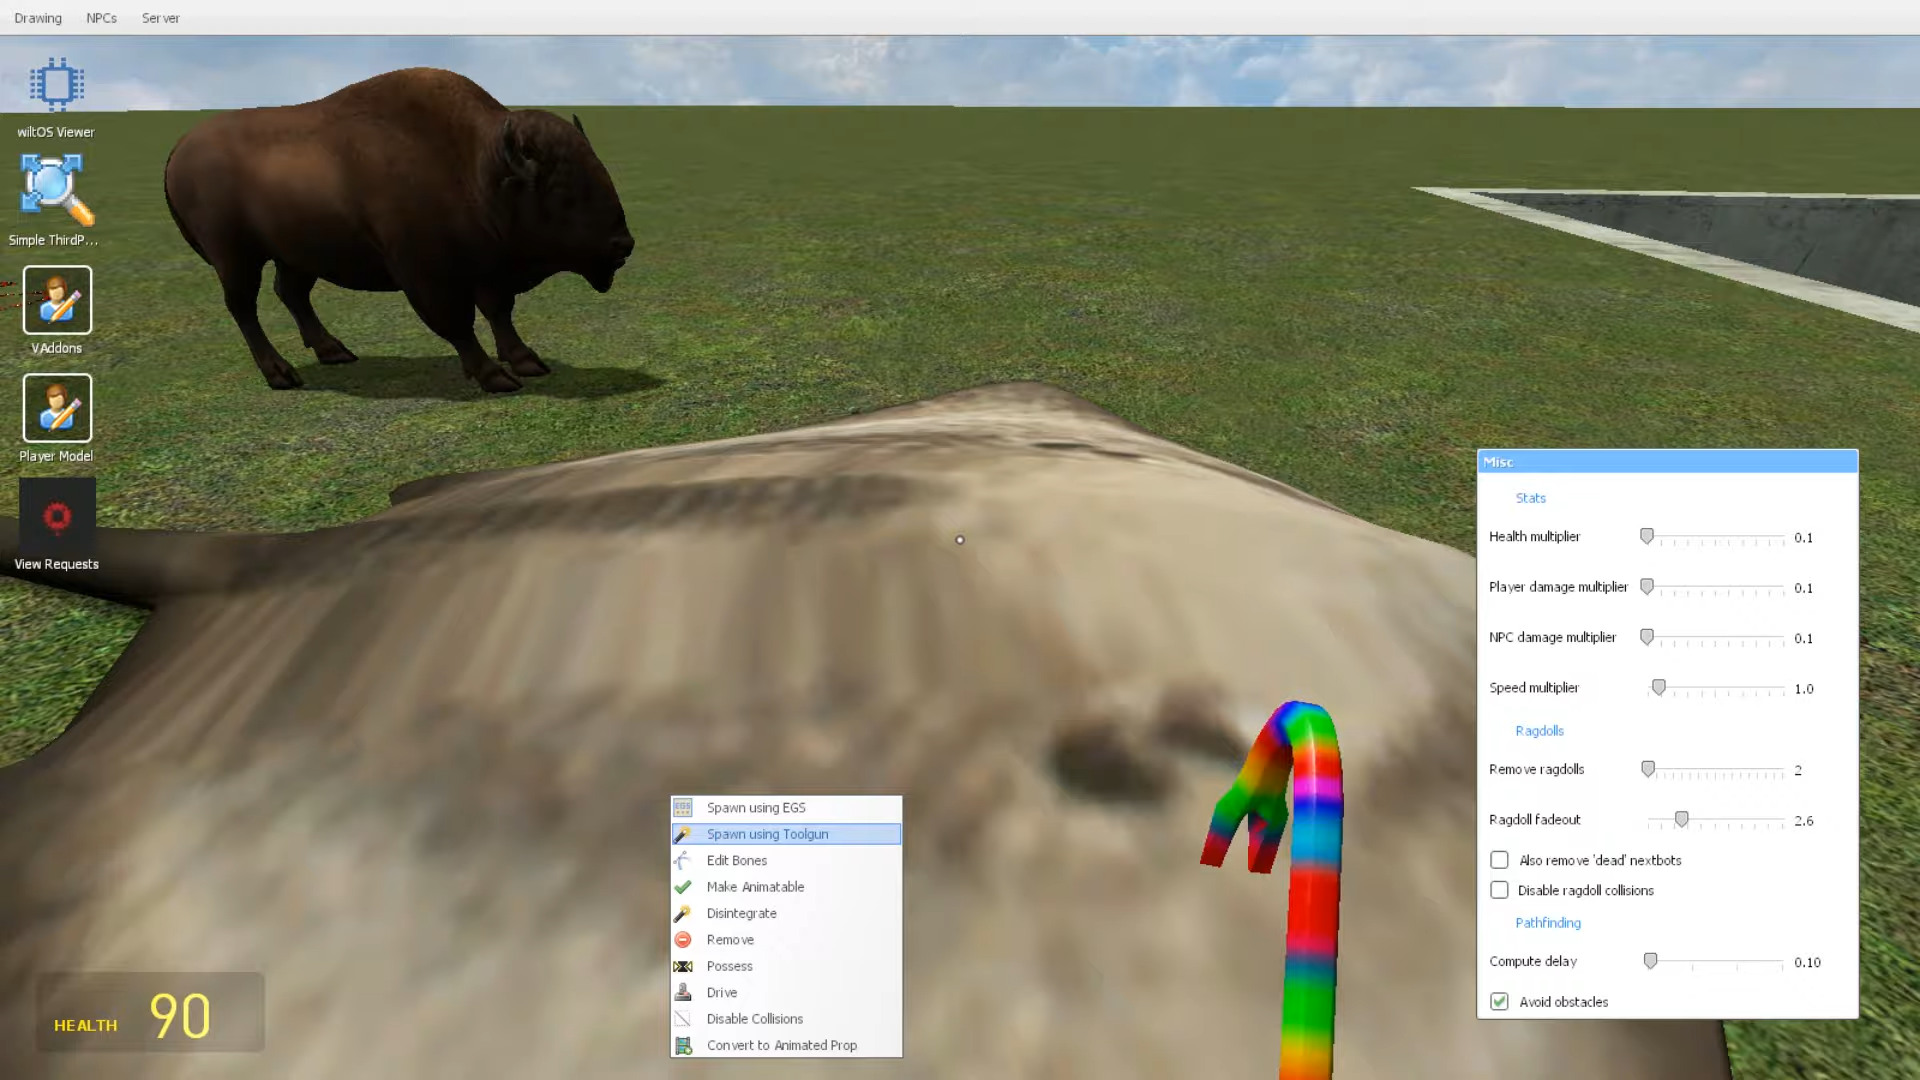 Drawing NPCs Server
wiltOS Viewer
Simple ThirdP...
VAddons
Player Model
View Requests
HEALTH 90
EGS Spawn using EGS
Spawn using Toolgun
Edit Bones
Make Animatable
Disintegrate
Remove
Possess
Drive
Disable Collisions
Convert to Animated Prop
Misc
Stats
Health multiplier 0.1
Player damage multiplier 0.1
NPC damage multiplier 0.1
Speed multiplier 1.0
Ragdolls
Remove ragdolls 2
Ragdoll fadeout 2.6
Also remove 'dead' nextbots
Disable ragdoll collisions
Pathfinding
Compute delay 0.10
Avoid obstacles